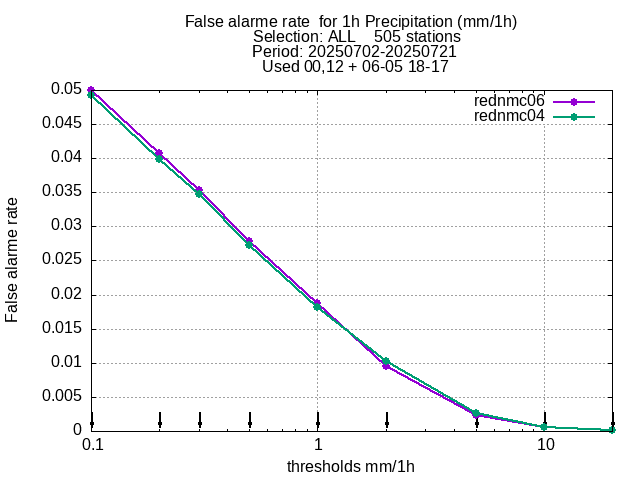 False alarme rate  for 1h Precipitation (mm/1h)
Selection: ALL    505 stations
Period: 20250702-20250721
Used 00,12 + 06-05 18-17
rednmc06
rednmc04
0.05
0.045
0.04
0.035
0.03
0.025
0.02
0.015
0.01
0.005
0
False alarme rate
0.1 1 10
thresholds mm/1h